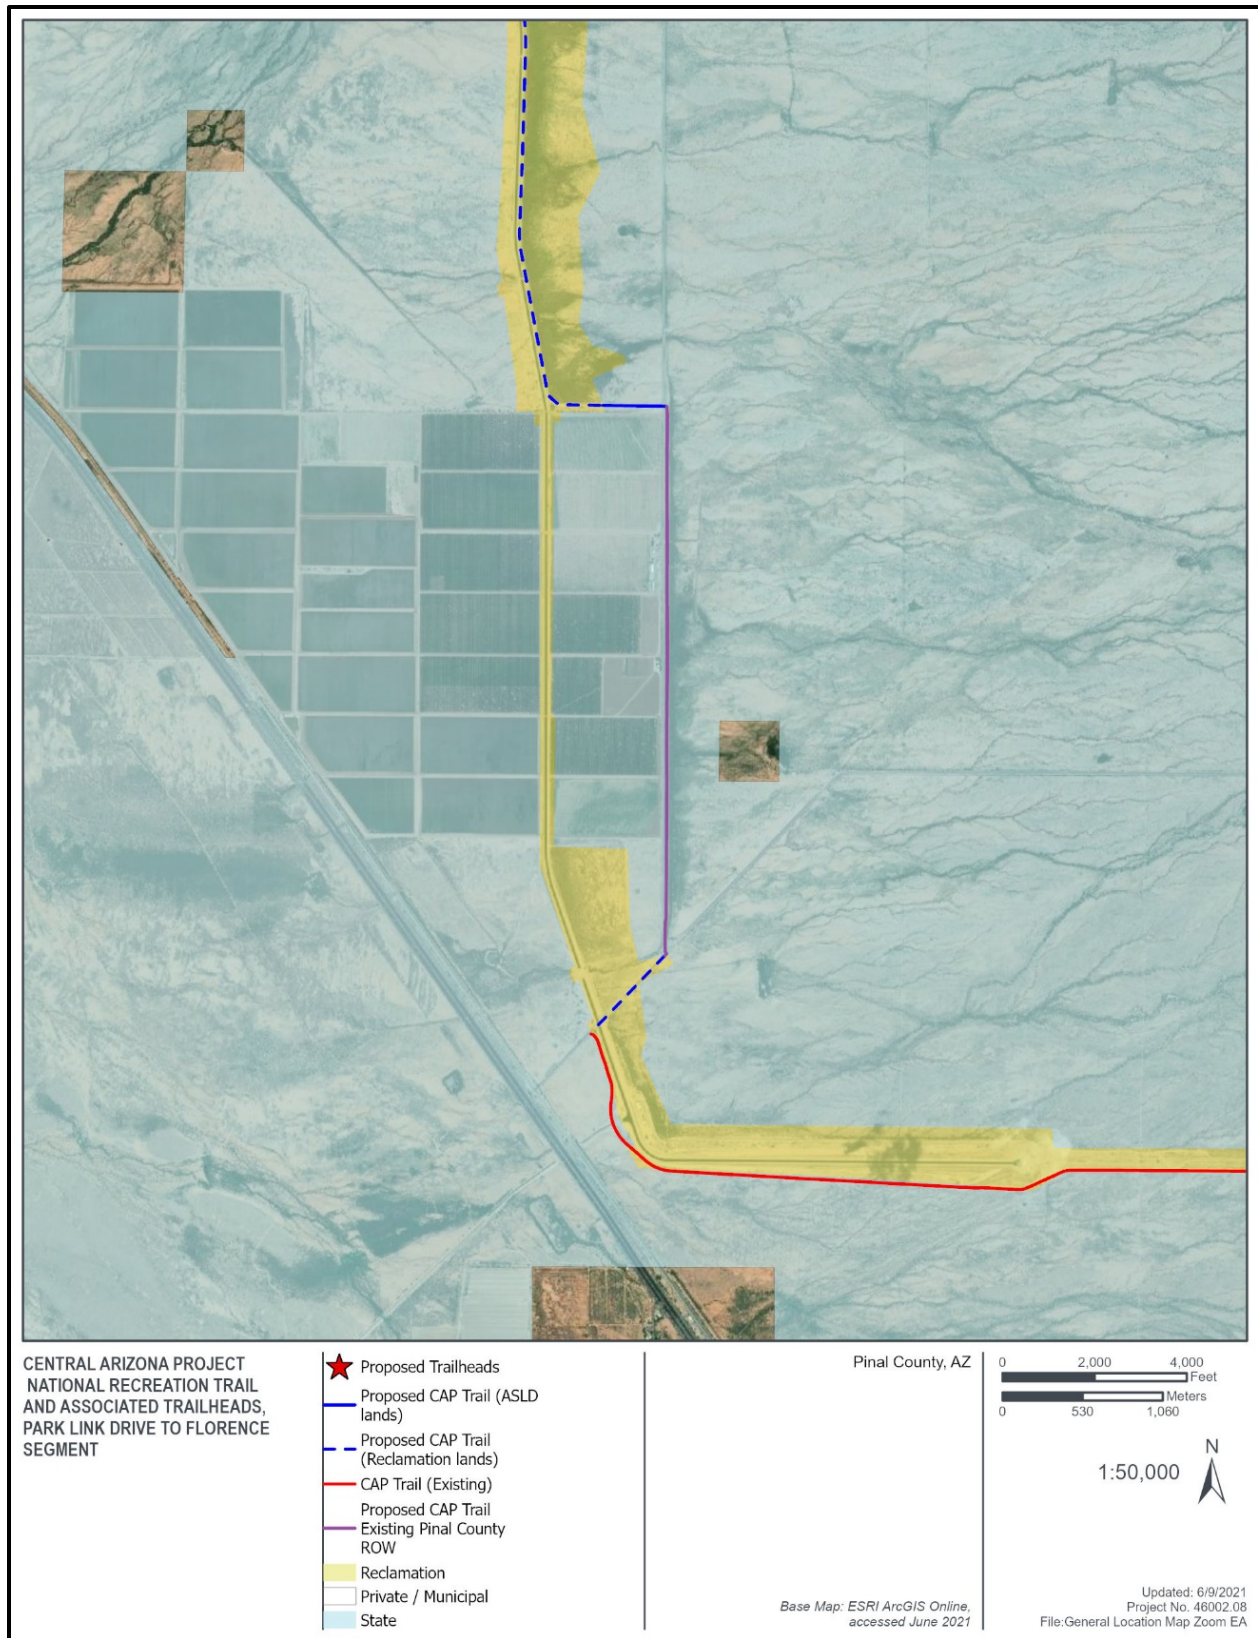 CENTRAL ARIZONA PROJECT
NATIONAL RECREATION TRAIL
AND ASSOCIATED TRAILHEADS,
PARK LINK DRIVE TO FLORENCE
SEGMENT
Proposed Trailheads
Proposed CAP Trail (ASLD
lands)
Proposed CAP Trail
(Reclamation lands)
CAP Trail (Existing)
Proposed CAP Trail
Existing Pinal County
ROW
Reclamation
Private / Municipal
State
Pinal County, AZ
Base Map: ESRI ArcGIS Online,
accessed June 2021
0 2,000 4,000
Feet
Meters
0 530 1,060
N
1:50,000
Updated: 6/9/2021
Project No. 46002.08
File:General Location Map Zoom EA